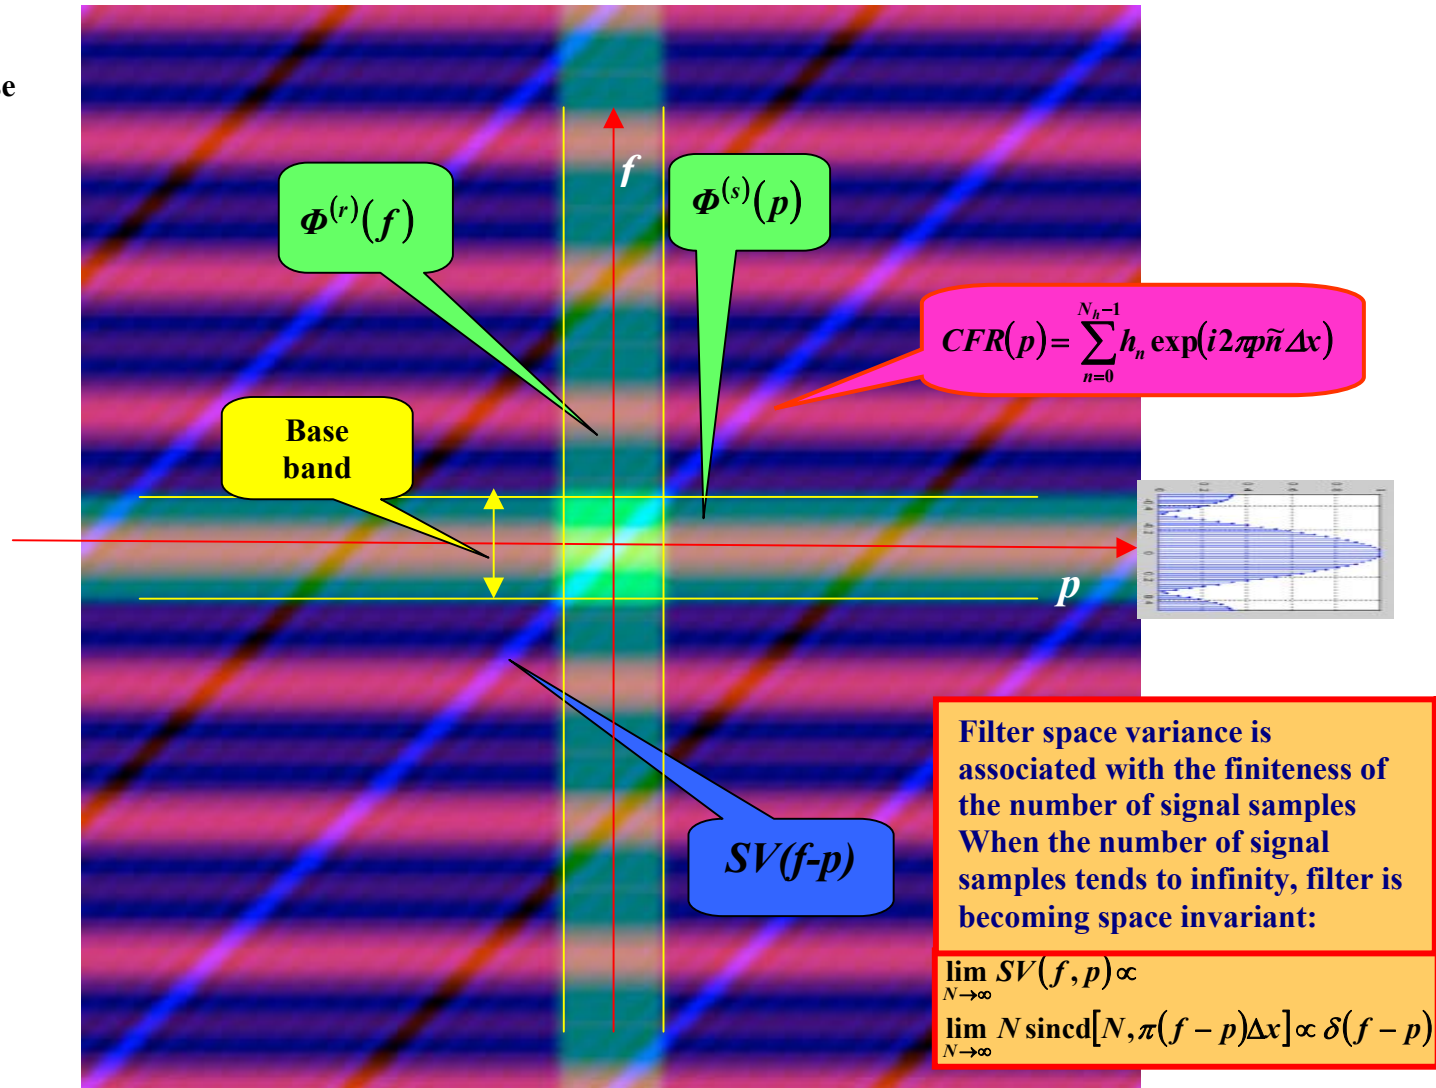 se
f
Φ^(r)(f)
Φ^(s)(p)
CFR(p) = ∑_{n=0}^{N_h−1} h_n exp(i2πpñΔx)
Base
band
p
SV(f-p)
Filter space variance is
associated with the finiteness of
the number of signal samples
When the number of signal
samples tends to infinity, filter is
becoming space invariant:
lim_{N→∞} SV(f, p) ∝
lim_{N→∞} N sincd[N, π(f − p)Δx] ∝ δ(f − p)